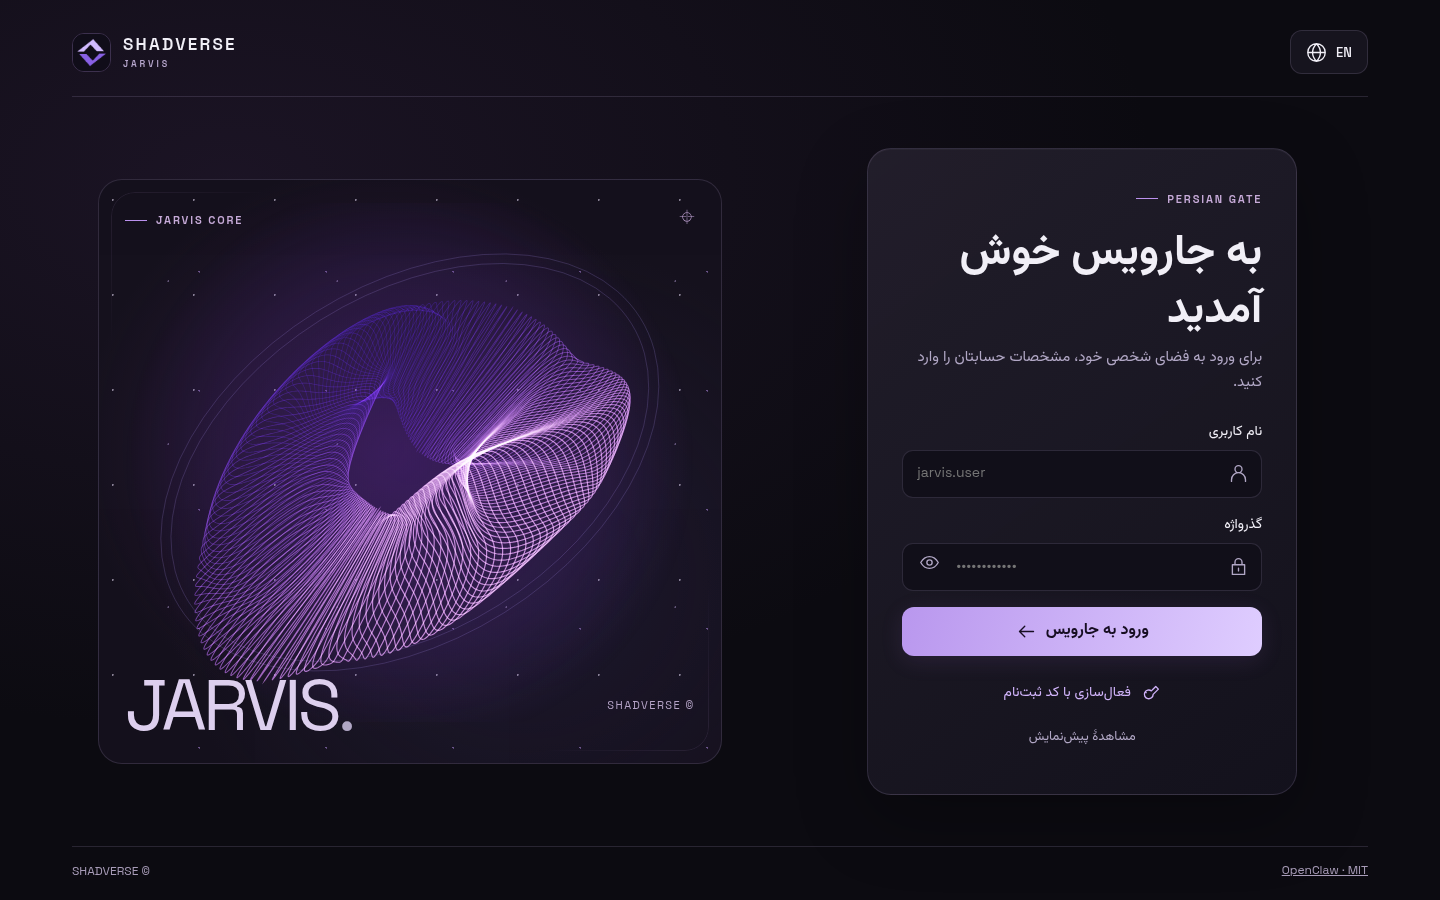 SHADVERSE
JARVIS
EN
JARVIS CORE
JARVIS.
SHADVERSE ©
PERSIAN GATE
به جارویس خوش
آمدید
برای ورود به فضای شخصی خود، مشخصات حسابتان را وارد
کنید.
نام کاربری
jarvis.user
گذرواژه
••••••••••••
ورود به جارویس ←
فعال‌سازی با کد ثبت‌نام
مشاهدهٔ پیش‌نمایش
SHADVERSE ©
OpenClaw · MIT